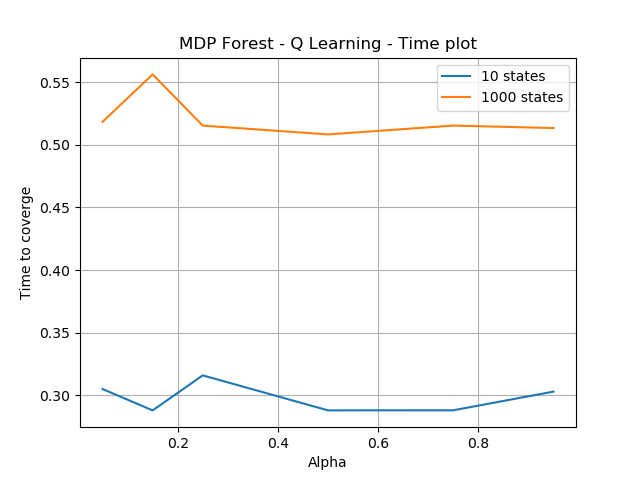 MDP Forest - Q Learning - Time plot
10 states
1000 states
0.55
0.50
0.45
0.40
0.35
0.30
Time to coverge
0.2
0.4
0.6
0.8
Alpha